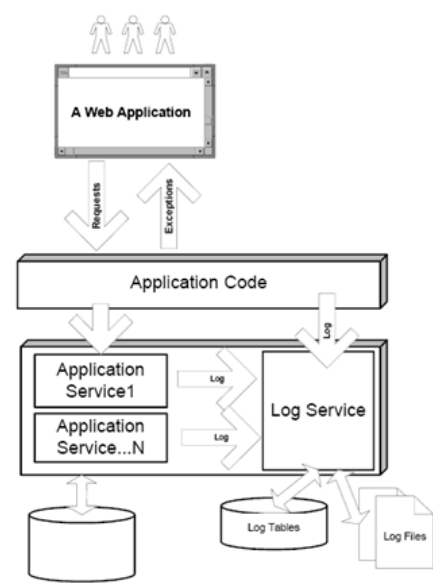 A Web Application
Requests
Exceptions
Application Code
Log
Application
Service1
Log
Log Service
Application
Service...N
Log
Log Tables
Log Files